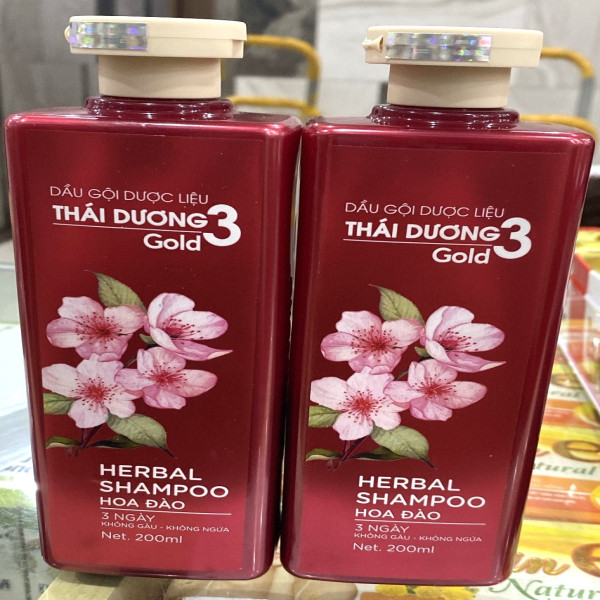 DẦU GỘI DƯỢC LIỆU
THÁI DƯƠNG 3
Gold
HERBAL
SHAMPOO
HOA ĐÀO
3 NGÀY
KHÔNG GÀU - KHÔNG NGỨA
Net. 200ml
DẦU GỘI DƯỢC LIỆU
THÁI DƯƠNG 3
Gold
HERBAL
SHAMPOO
HOA ĐÀO
3 NGÀY
KHÔNG GÀU - KHÔNG NGỨA
Net. 200ml
Natural
Natur